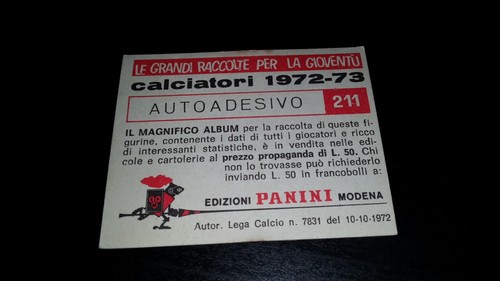 LE GRANDI RACCOLTE PER LA GIOVENTÙ
calciatori 1972-73
AUTOADESIVO 211
IL MAGNIFICO ALBUM per la raccolta di queste fi-
gurine, contenente i dati di tutti i giocatori e ricco
di interessanti statistiche, è in vendita nelle edi-
cole e cartolerie al prezzo propaganda di L. 50. Chi
non lo trovasse può richiederlo
inviando L. 50 in francobolli a:
EDIZIONI PANINI MODENA
Autor. Lega Calcio n. 7831 del 10-10-1972